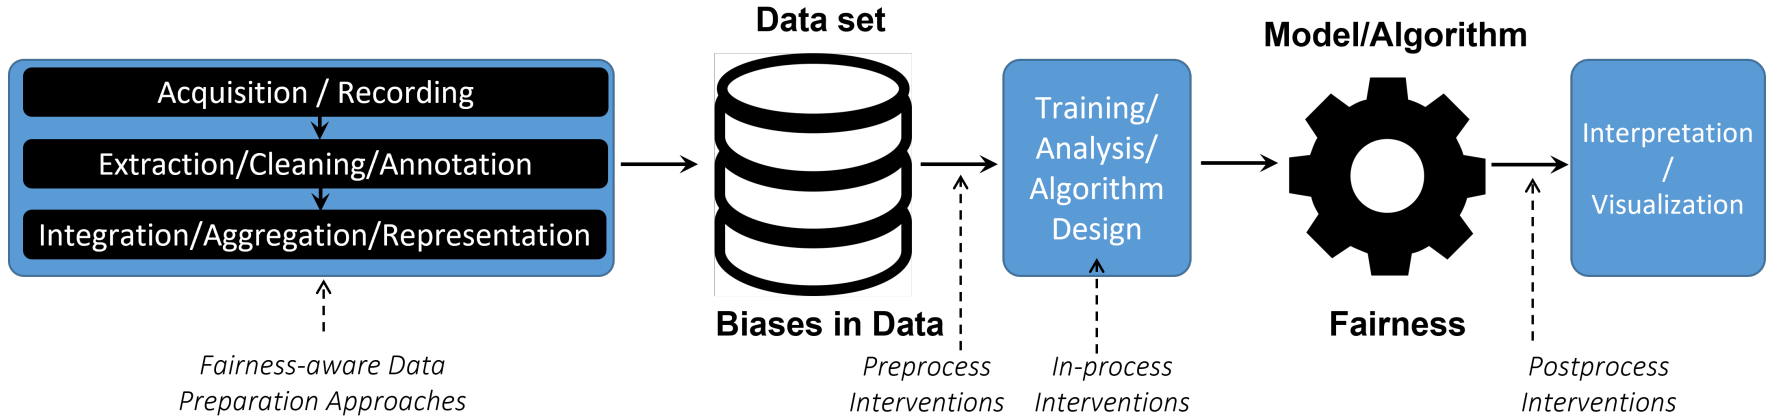 Acquisition / Recording
Extraction/Cleaning/Annotation
Integration/Aggregation/Representation
Fairness-aware Data
Preparation Approaches
Data set
Biases in Data
Preprocess
Interventions
Training/
Analysis/
Algorithm
Design
In-process
Interventions
Model/Algorithm
Fairness
Postprocess
Interventions
Interpretation
/
Visualization